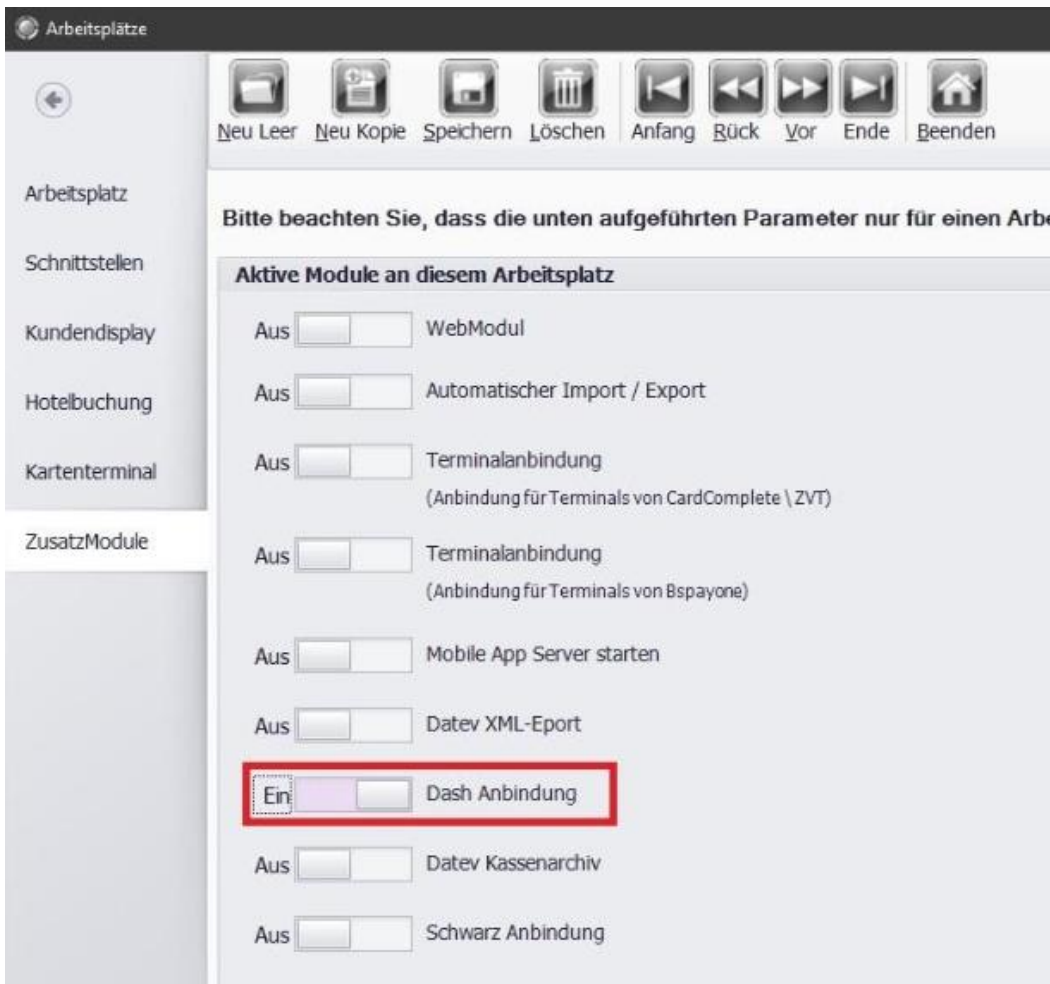 Arbeitsplätze
Neu Leer Neu Kopie Speichern Löschen Anfang Rück Vor Ende Beenden
Arbeitsplatz
Schnittstellen
Kundendisplay
Hotelbuchung
Kartenterminal
ZusatzModule
Bitte beachten Sie, dass die unten aufgeführten Parameter nur für einen Arbe
Aktive Module an diesem Arbeitsplatz
Aus WebModul
Aus Automatischer Import / Export
Aus Terminalanbindung
(Anbindung für Terminals von CardComplete \ ZVT)
Aus Terminalanbindung
(Anbindung für Terminals von Bspayone)
Aus Mobile App Server starten
Aus Datev XML-Eport
Ein Dash Anbindung
Aus Datev Kassenarchiv
Aus Schwarz Anbindung